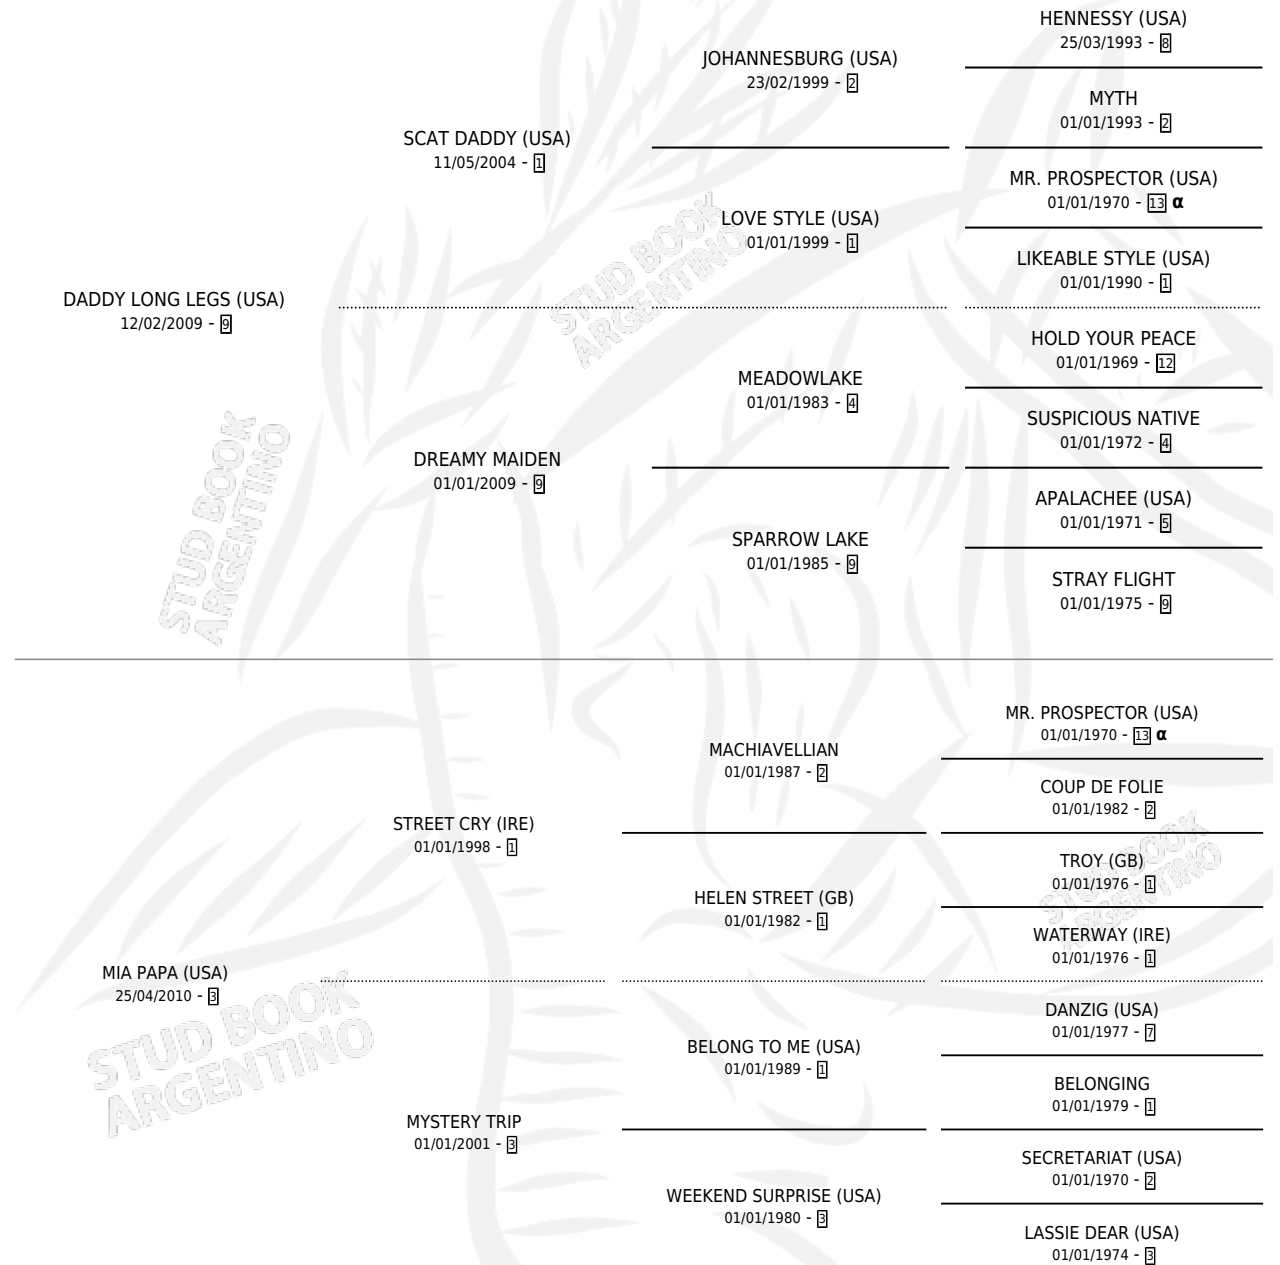 HENNESSY (USA)
25/03/1993 - 8
JOHANNESBURG (USA)
23/02/1999 - 2
MYTH
01/01/1993 - 2
SCAT DADDY (USA)
11/05/2004 - 1
MR. PROSPECTOR (USA)
01/01/1970 - 13 α
LOVE STYLE (USA)
01/01/1999 - 1
LIKEABLE STYLE (USA)
01/01/1990 - 1
DADDY LONG LEGS (USA)
12/02/2009 - 9
STUD BOOK
ARGENTINO
HOLD YOUR PEACE
01/01/1969 - 12
MEADOWLAKE
01/01/1983 - 4
SUSPICIOUS NATIVE
01/01/1972 - 4
DREAMY MAIDEN
01/01/2009 - 9
STUD BOOK
ARGENTINO
APALACHEE (USA)
01/01/1971 - 5
SPARROW LAKE
01/01/1985 - 9
STRAY FLIGHT
01/01/1975 - 9
MR. PROSPECTOR (USA)
01/01/1970 - 13 α
MACHIAVELLIAN
01/01/1987 - 2
COUP DE FOLIE
01/01/1982 - 2
STREET CRY (IRE)
01/01/1998 - 1
TROY (GB)
01/01/1976 - 1
STUD BOOK
ARGENTINO
HELEN STREET (GB)
01/01/1982 - 1
WATERWAY (IRE)
01/01/1976 - 1
MIA PAPA (USA)
25/04/2010 - 3
STUD BOOK
ARGENTINO
DANZIG (USA)
01/01/1977 - 7
BELONG TO ME (USA)
01/01/1989 - 1
BELONGING
01/01/1979 - 1
MYSTERY TRIP
01/01/2001 - 3
SECRETARIAT (USA)
01/01/1970 - 2
WEEKEND SURPRISE (USA)
01/01/1980 - 3
LASSIE DEAR (USA)
01/01/1974 - 3